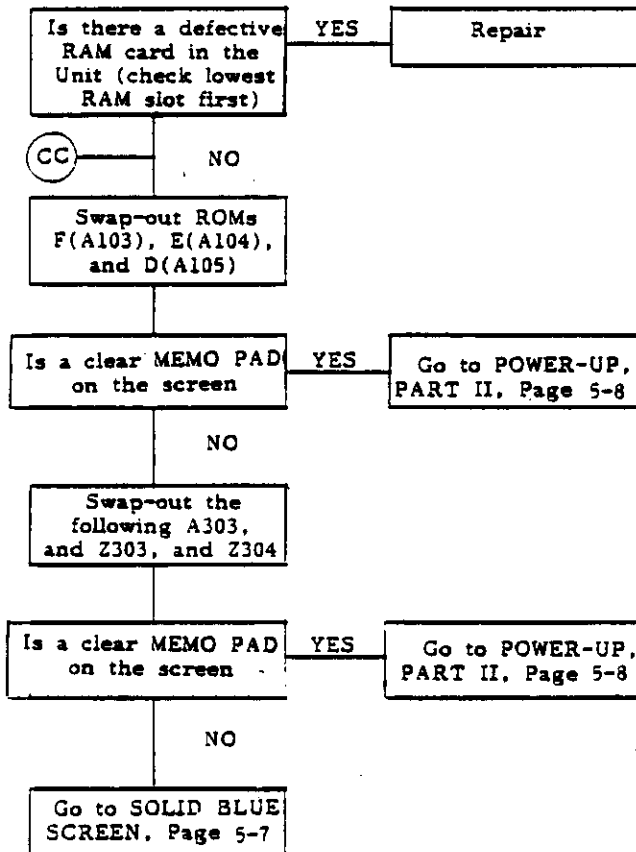 Is there a defective
RAM card in the
Unit (check lowest
RAM slot first)
YES
Repair
CC
NO
Swap-out ROMs
F(A103), E(A104),
and D(A105)
Is a clear MEMO PAD
on the screen
YES
Go to POWER-UP,
PART II, Page 5-8
NO
Swap-out the
following A303,
and Z303, and Z304
Is a clear MEMO PAD
on the screen
YES
Go to POWER-UP,
PART II, Page 5-8
NO
Go to SOLID BLUE
SCREEN, Page 5-7